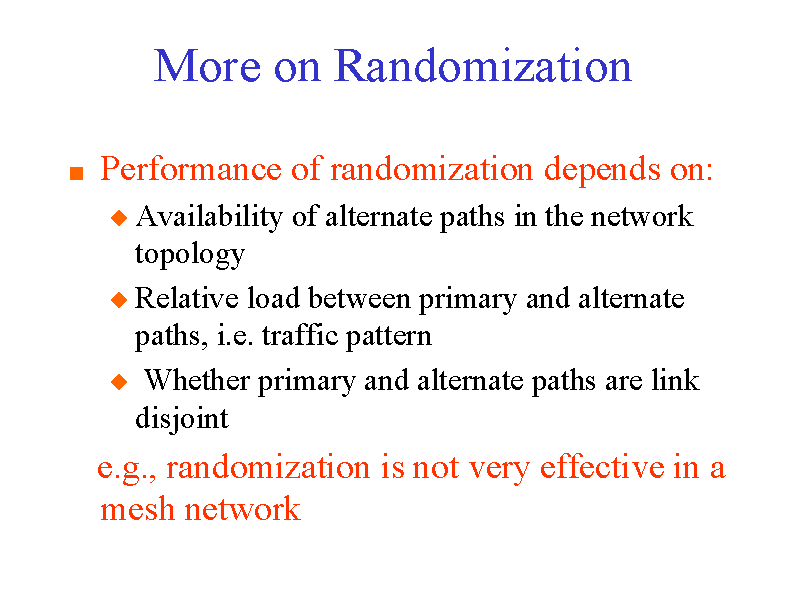 More on Randomization
Performance of randomization depends on:
Availability of alternate paths in the network
topology
Relative load between primary and alternate
paths, i.e. traffic pattern
Whether primary and alternate paths are link
disjoint
e.g., randomization is not very effective in a
mesh network